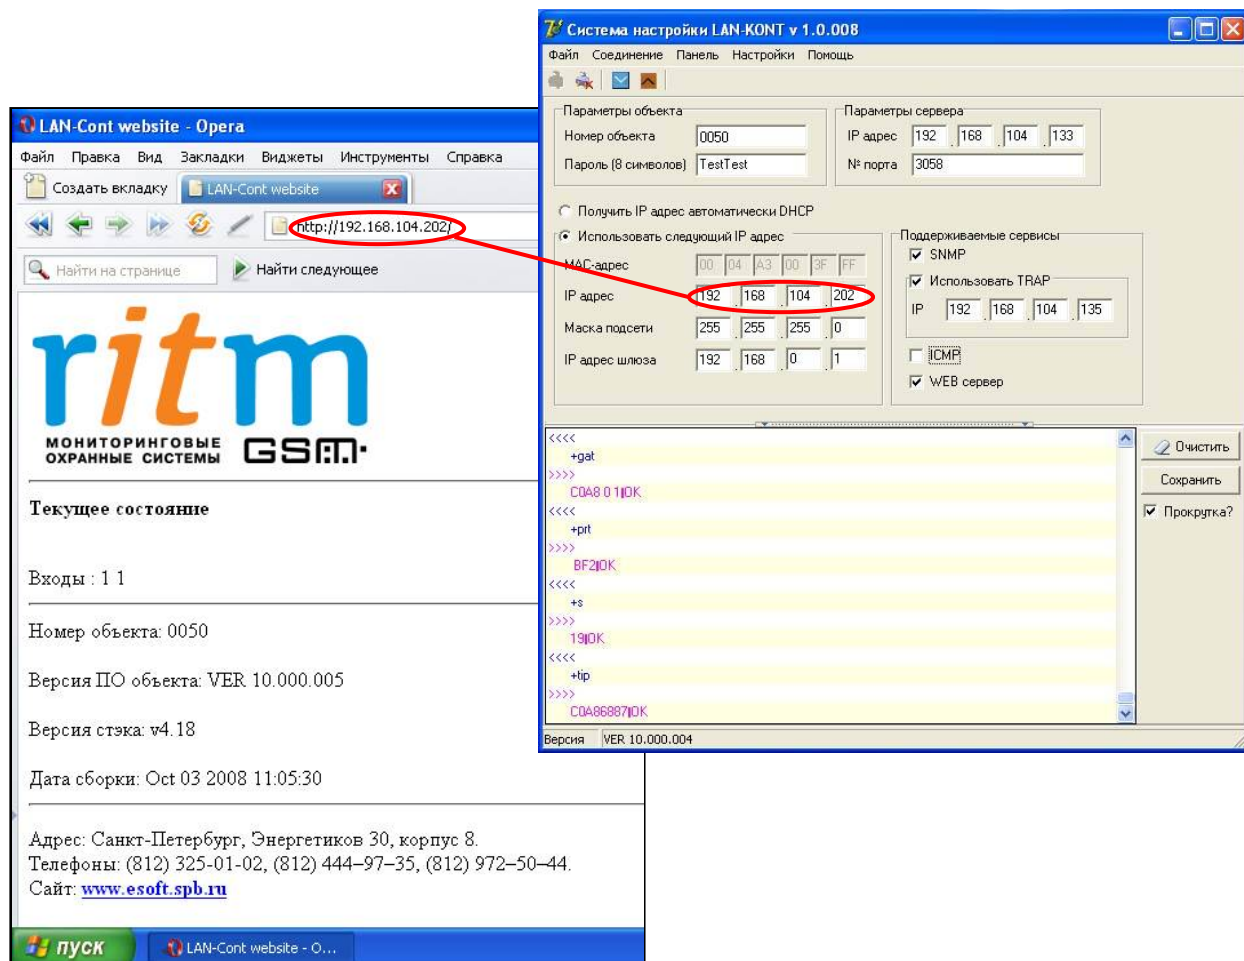 LAN-Cont website - Opera
Файл Правка Вид Закладки Виджеты Инструменты Справка
Создать вкладку LAN-Cont website
http://192.168.104.202/
Найти на странице Найти следующее
ritm
МОНИТОРИНГОВЫЕ
ОХРАННЫЕ СИСТЕМЫ
GSM
Текущее состояние
Входы : 1 1
Номер объекта: 0050
Версия ПО объекта: VER 10.000.005
Версия стэка: v4.18
Дата сборки: Oct 03 2008 11:05:30
Адрес: Санкт-Петербург, Энергетиков 30, корпус 8.
Телефоны: (812) 325-01-02, (812) 444–97–35, (812) 972–50–44.
Сайт: www.esoft.spb.ru
пуск LAN-Cont website - O...
Система настройки LAN-KONT v 1.0.008
Файл Соединение Панель Настройки Помощь
Параметры объекта
Номер объекта 0050
Пароль (8 символов) TestTest
Параметры сервера
IP адрес 192 . 168 . 104 . 133
№ порта 3058
Получить IP адрес автоматически DHCP
Использовать следующий IP адрес
MAC-адрес 00 04 A3 00 3F FF
IP адрес 192 . 168 . 104 . 202
Маска подсети 255 . 255 . 255 . 0
IP адрес шлюза 192 . 168 . 0 . 1
Поддерживаемые сервисы
SNMP
Использовать TRAP
IP 192 . 168 . 104 . 135
ICMP
WEB сервер
<<<<
+gat
>>>>
C0A8 0 1||OK
<<<<
+prt
>>>>
BF2||OK
<<<<
+s
>>>>
19||OK
<<<<
+tip
>>>>
C0A86887||OK
Очистить
Сохранить
Прокрутка?
Версия VER 10.000.004